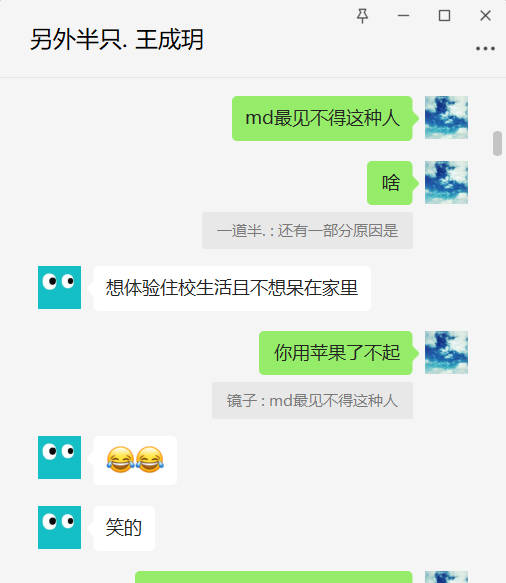 另外半只. 王成玥
md最见不得这种人
啥
一道半. : 还有一部分原因是
想体验住校生活且不想呆在家里
你用苹果了不起
镜子 : md最见不得这种人
😂😂
笑的